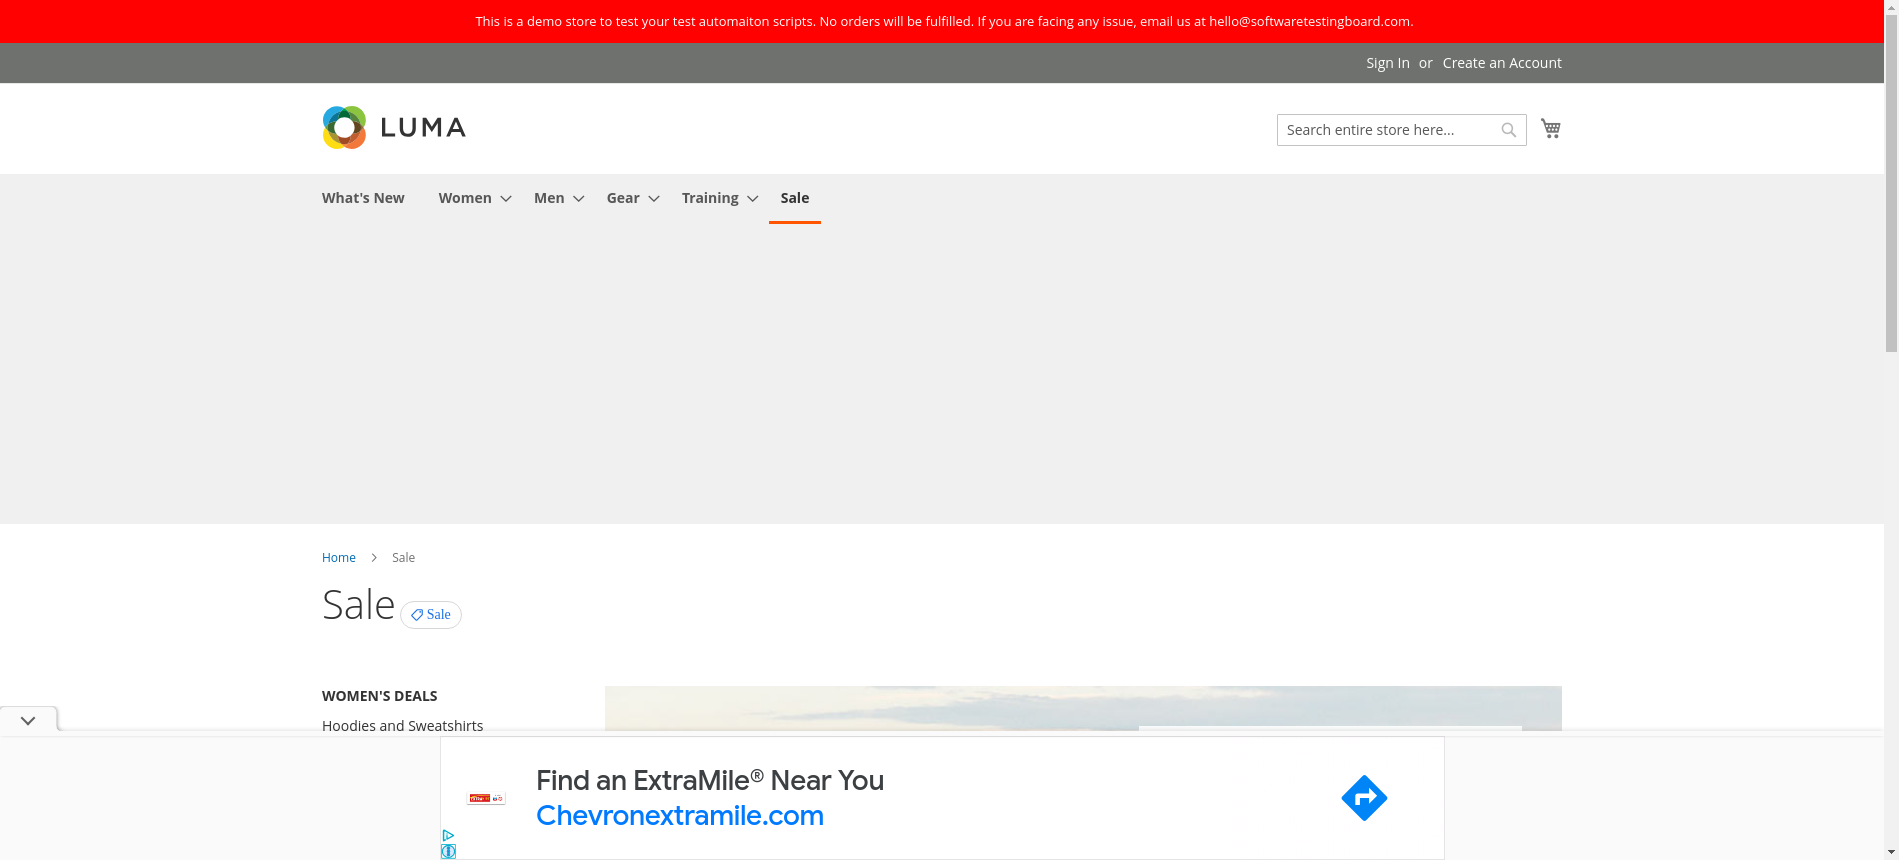 This is a demo store to test your test automaiton scripts. No orders will be fulfilled. If you are facing any issue, email us at hello@softwaretestingboard.com.
Sign In or Create an Account
LUMA
Search entire store here...
What's New Women Men Gear Training Sale
Home Sale
Sale Sale
WOMEN'S DEALS
Hoodies and Sweatshirts
Find an ExtraMile® Near You
Chevronextramile.com